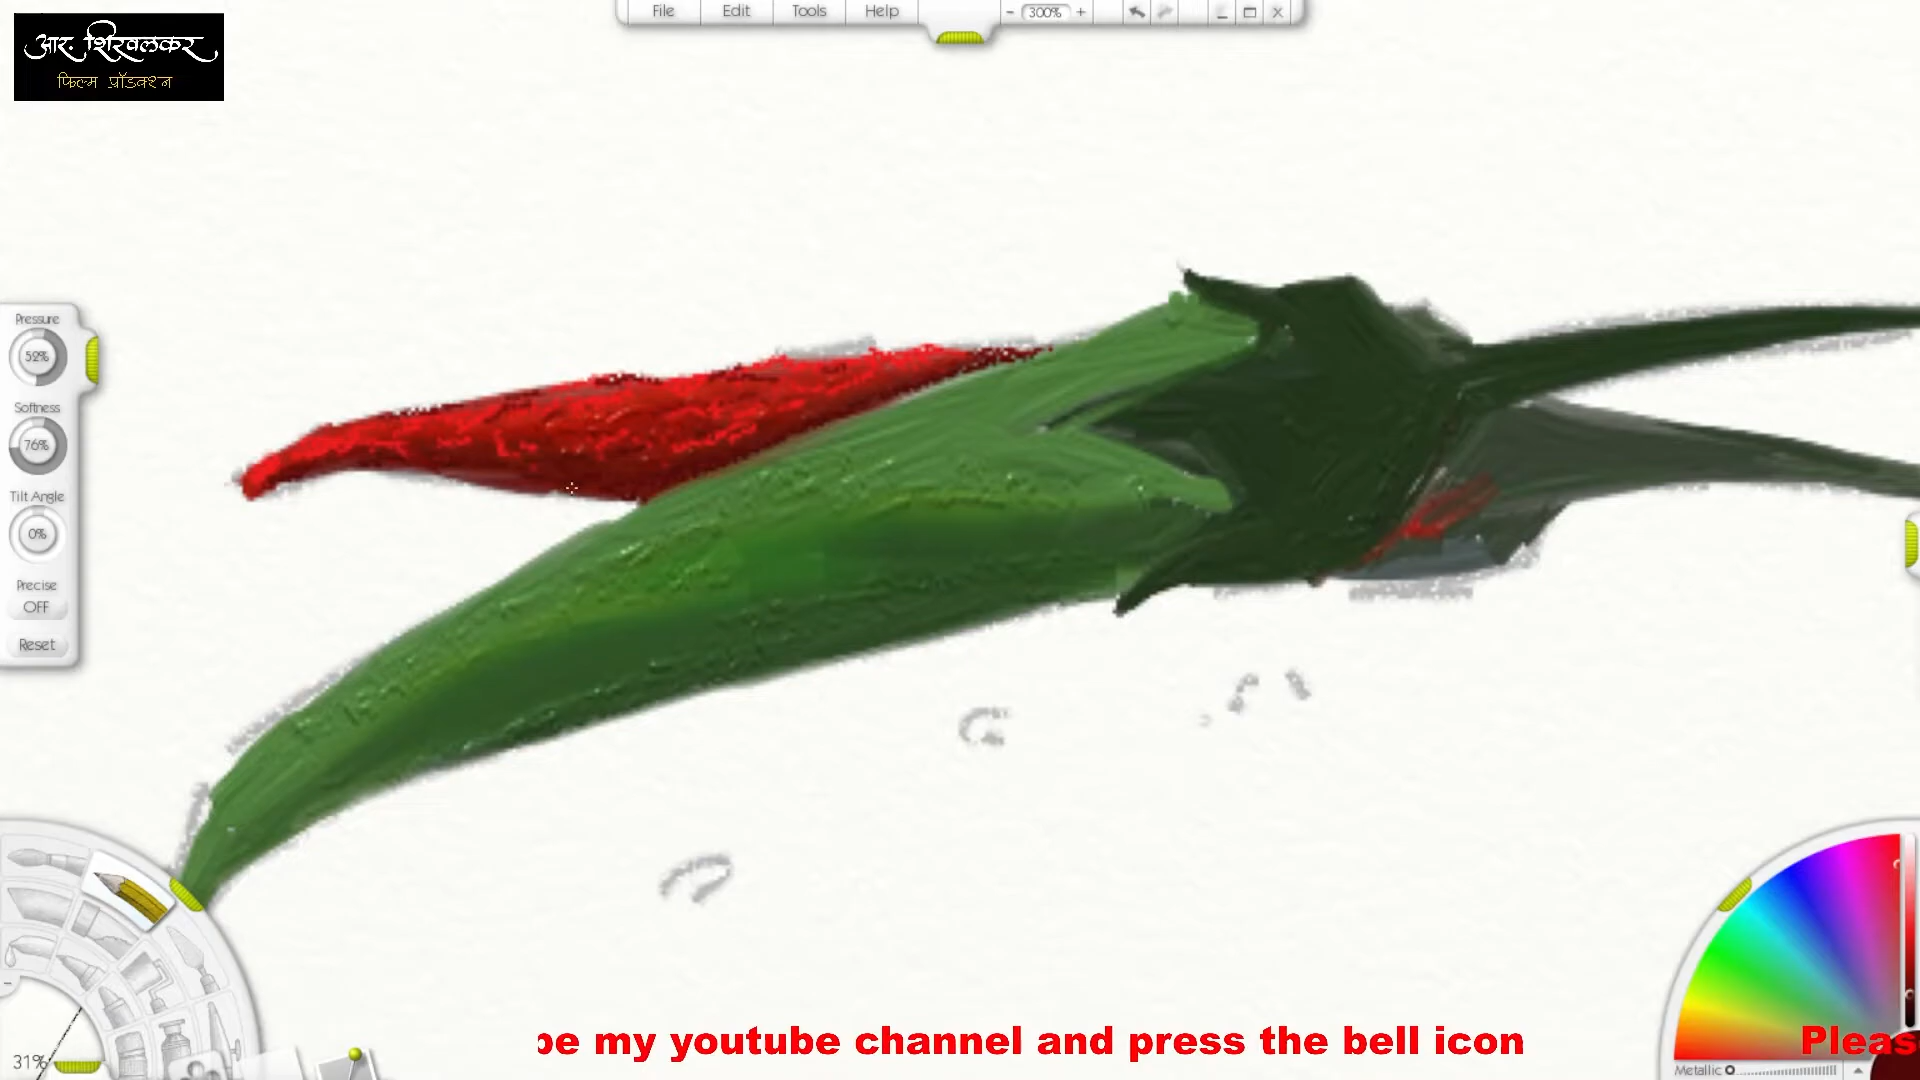 File Edit Tools Help - 300% +
आर. शिरवलकर
फिल्म प्रॉडक्शन
Pressure
52%
Softness
76%
Tilt Angle
0%
Precise
OFF
Reset
31%
be my youtube channel and press the bell icon Pleas
Metallic